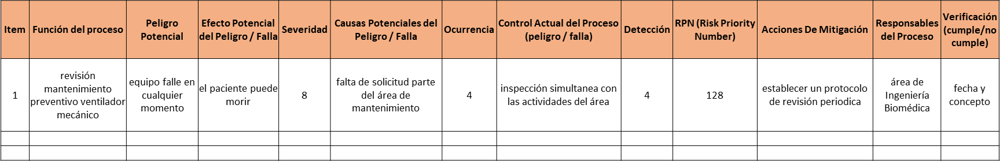 Item
Función del proceso
Peligro
Potencial
Efecto Potencial
del Peligro / Falla
Severidad
Causas Potenciales del
Peligro / Falla
Ocurrencia
Control Actual del Proceso
(peligro / falla)
Detección
RPN (Risk Priority
Number)
Acciones De Mitigación
Responsables
del Proceso
Verificación
(cumple/no
cumple)
1
revisión
mantenimiento
preventivo ventilador
mecánico
equipo falle en
cualquier
momento
el paciente puede
morir
8
falta de solicitud parte
del área de
mantenimiento
4
inspección simultanea con
las actividades del área
4
128
establecer un protocolo
de revisión periodica
área de
Ingeniería
Biomédica
fecha y
concepto